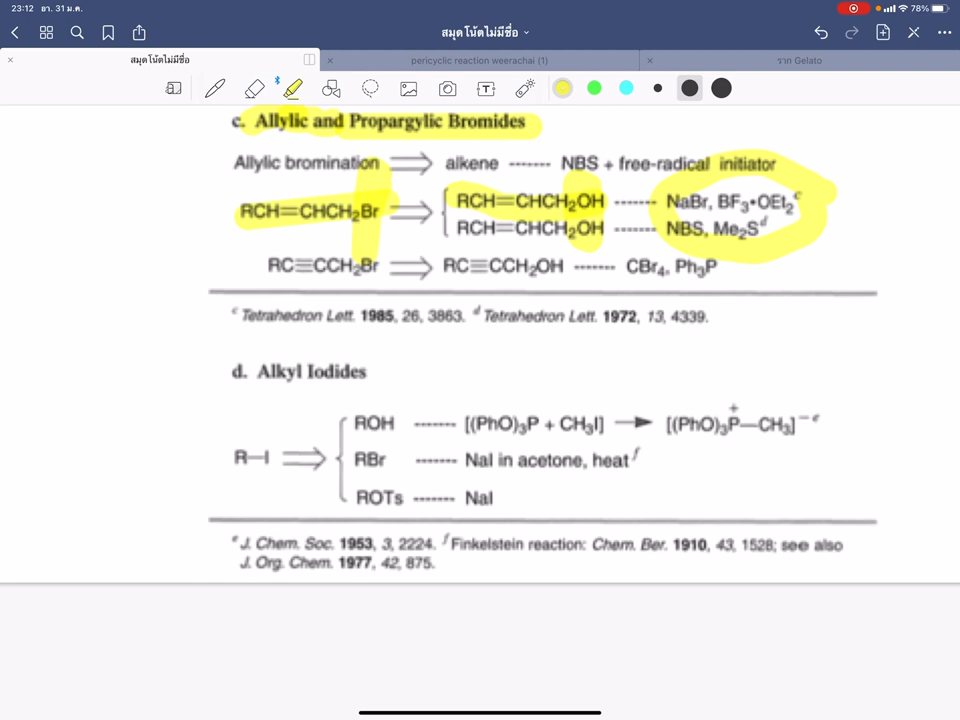 23:12 อา. 31 ม.ค. 78%
สมุดโน้ตไม่มีชื่อ
สมุดโน้ตไม่มีชื่อ pericyclic reaction weerachai (1) ราก Gelato
c. Allylic and Propargylic Bromides
Allylic bromination ⟹ alkene ------- NBS + free-radical initiator
RCH=CHCH₂Br ⟹ { RCH=CHCH₂OH ------- NaBr, BF₃•OEt₂ᶜ
RCH=CHCH₂OH ------- NBS, Me₂Sᵈ
RC≡CCH₂Br ⟹ RC≡CCH₂OH ------- CBr₄, Ph₃P
ᶜ Tetrahedron Lett. 1985, 26, 3863. ᵈ Tetrahedron Lett. 1972, 13, 4339.
d. Alkyl Iodides
ROH ------- [(PhO)₃P + CH₃I] → [(PhO)₃P⁺—CH₃]⁻ ᵉ
R—I ⟹ { RBr ------- NaI in acetone, heatᶠ
ROTs ------- NaI
ᵉ J. Chem. Soc. 1953, 3, 2224. ᶠ Finkelstein reaction: Chem. Ber. 1910, 43, 1528; see also
J. Org. Chem. 1977, 42, 875.